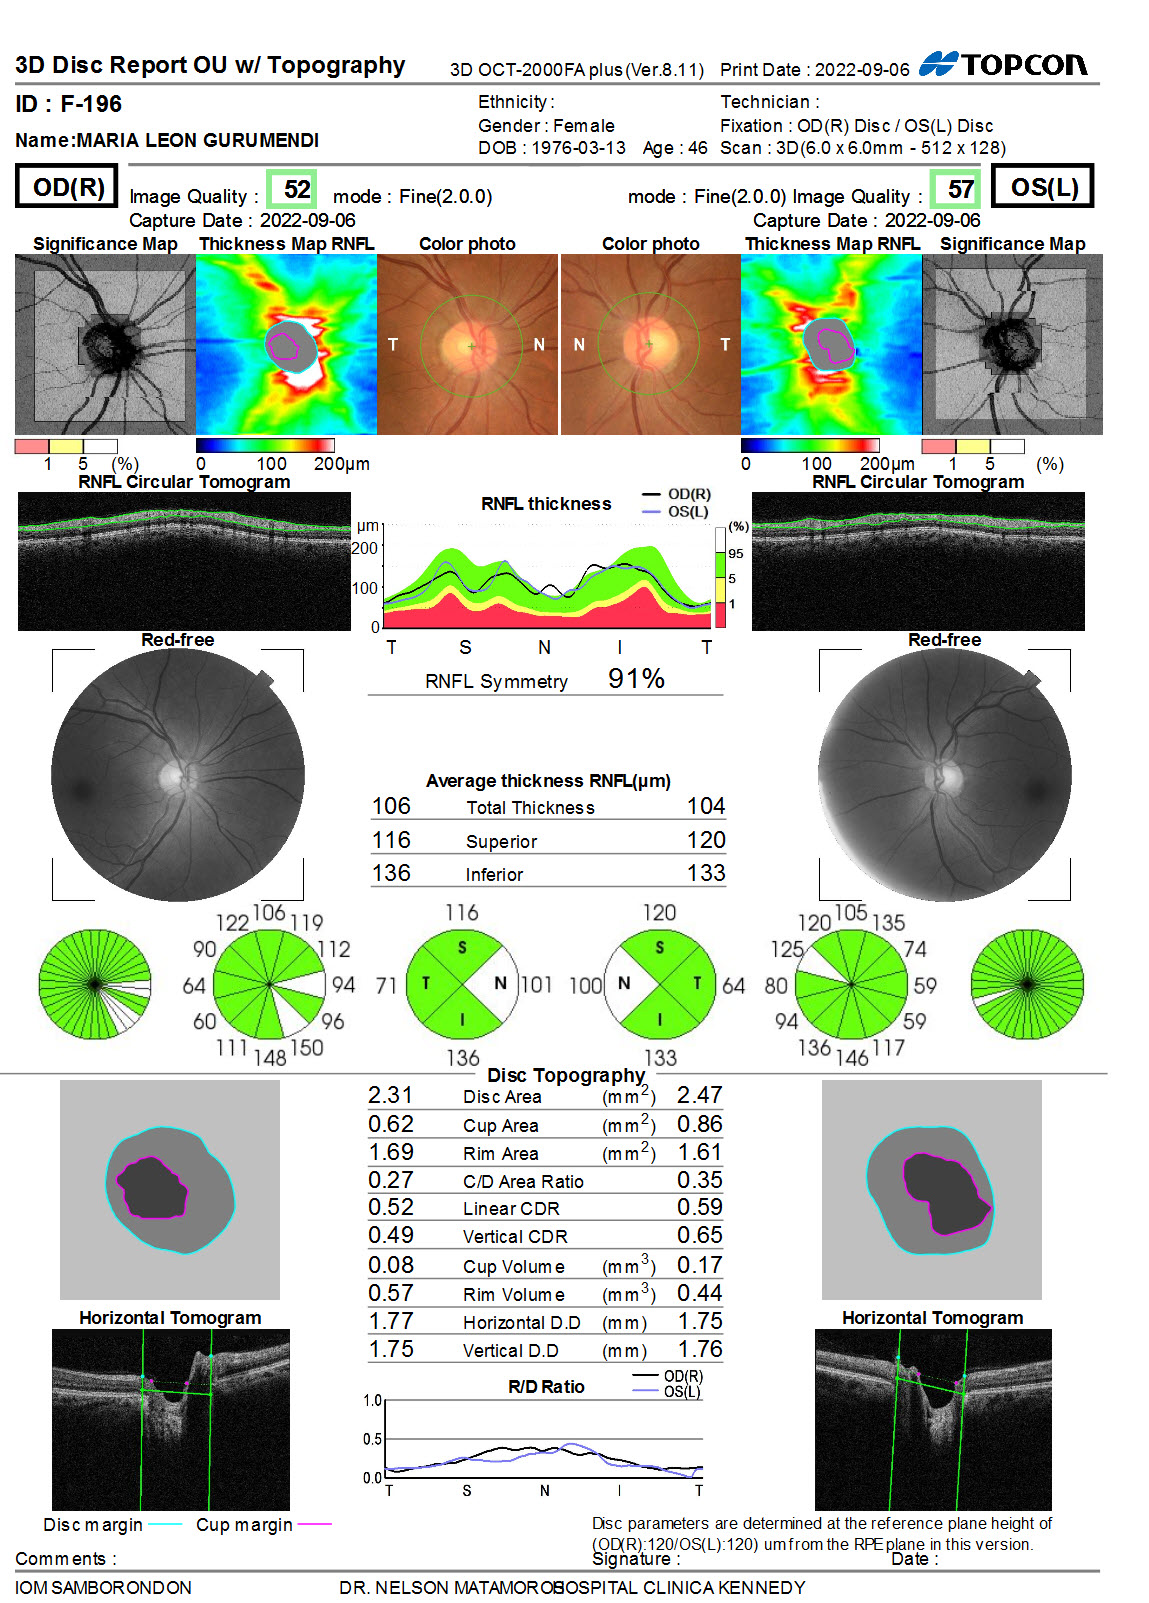 3D Disc Report OU w/ Topography 3D OCT-2000FA plus(Ver.8.11) Print Date : 2022-09-06 TOPCON
ID : F-196 Ethnicity : Technician :
Gender : Female Fixation : OD(R) Disc / OS(L) Disc
Name:MARIA LEON GURUMENDI DOB : 1976-03-13 Age : 46 Scan : 3D(6.0 x 6.0mm - 512 x 128)
OD(R) Image Quality : 52 mode : Fine(2.0.0) mode : Fine(2.0.0) Image Quality : 57 OS(L)
Capture Date : 2022-09-06 Capture Date : 2022-09-06
Significance Map Thickness Map RNFL Color photo Color photo Thickness Map RNFL Significance Map
T N N T
1 5 (%) 0 100 200µm 0 100 200µm 1 5 (%)
RNFL Circular Tomogram RNFL Circular Tomogram
RNFL thickness OD(R)
OS(L)
µm (%)
200 95
100 5
1
0
T S N I T
Red-free Red-free
RNFL Symmetry 91%
Average thickness RNFL(µm)
106 Total Thickness 104
116 Superior 120
136 Inferior 133
122 106 119 116 120 120 105 135
90 112 S S 125 74
64 94 71 T N 101 100 N T 64 80 59
60 96 I I 94 59
111 148 150 136 133 136 146 117
Disc Topography
2.31 Disc Area (mm2) 2.47
0.62 Cup Area (mm2) 0.86
1.69 Rim Area (mm2) 1.61
0.27 C/D Area Ratio 0.35
0.52 Linear CDR 0.59
0.49 Vertical CDR 0.65
0.08 Cup Volume (mm3) 0.17
0.57 Rim Volume (mm3) 0.44
1.77 Horizontal D.D (mm) 1.75
1.75 Vertical D.D (mm) 1.76
Horizontal Tomogram Horizontal Tomogram
R/D Ratio OD(R)
OS(L)
1.0
0.5
0.0
T S N I T
Disc margin Cup margin
Disc parameters are determined at the reference plane height of
(OD(R):120/OS(L):120) um from the RPE plane in this version.
Comments : Signature : Date :
IOM SAMBORONDON DR. NELSON MATAMOROS HOSPITAL CLINICA KENNEDY